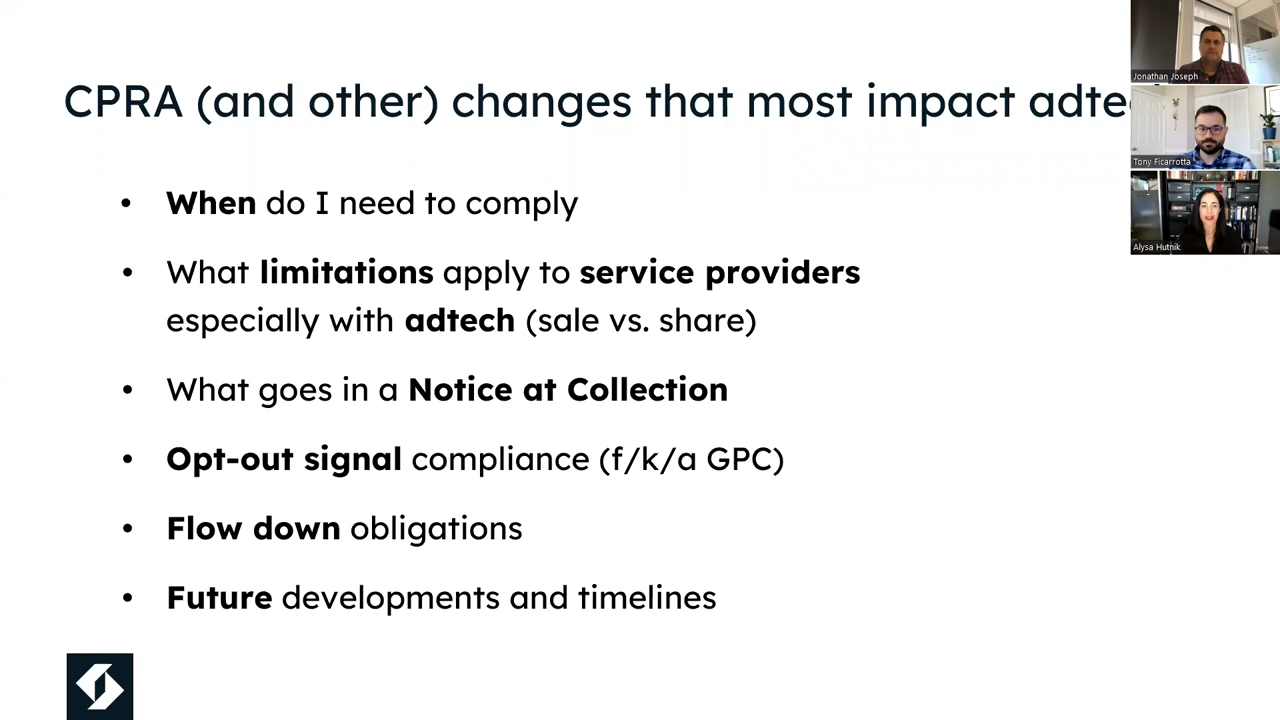 CPRA (and other) changes that most impact adte
Jonathan Joseph
Tony Ficarrotta
Alysa Hutnik
• When do I need to comply
• What limitations apply to service providers
especially with adtech (sale vs. share)
• What goes in a Notice at Collection
• Opt-out signal compliance (f/k/a GPC)
• Flow down obligations
• Future developments and timelines